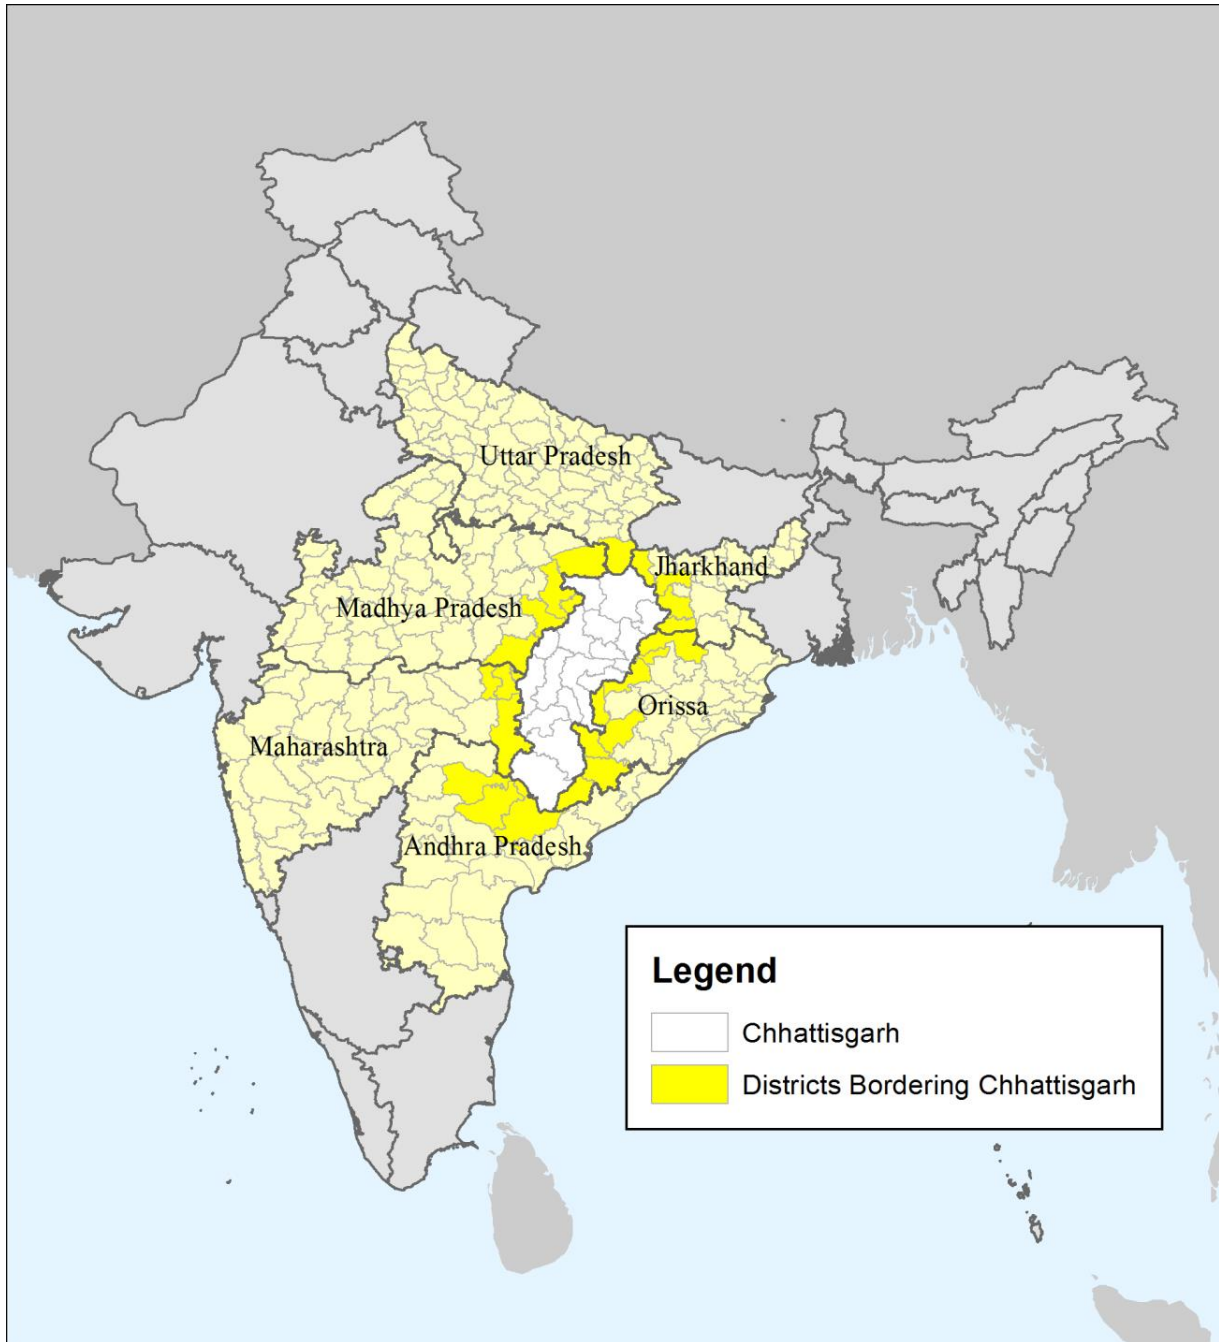 Uttar Pradesh
Jharkhand
Madhya Pradesh
Orissa
Maharashtra
Andhra Pradesh
Legend
Chhattisgarh
Districts Bordering Chhattisgarh